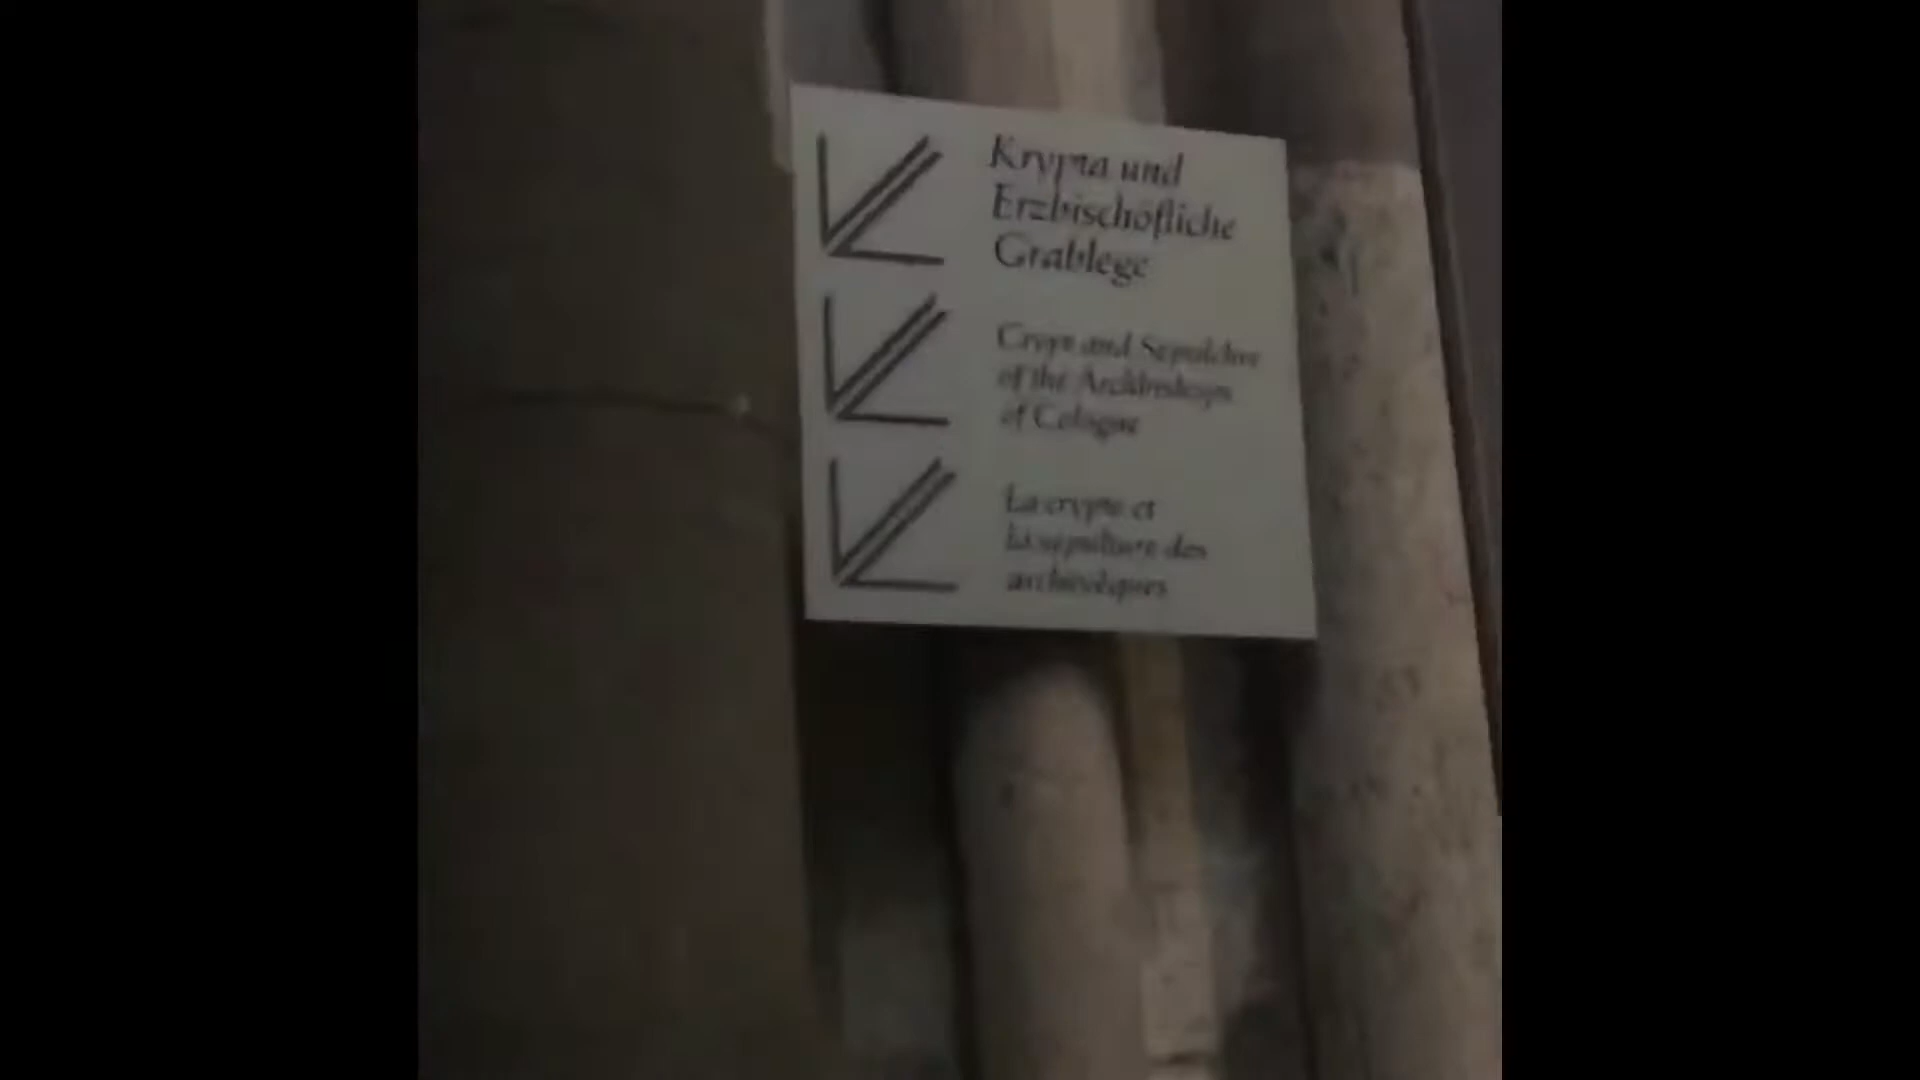 Krypta und
Erzbischöfliche
Grablege
Crypt and Sepulchre
of the Archbishops
of Cologne
La crypte et
la sépulture des
archevêques